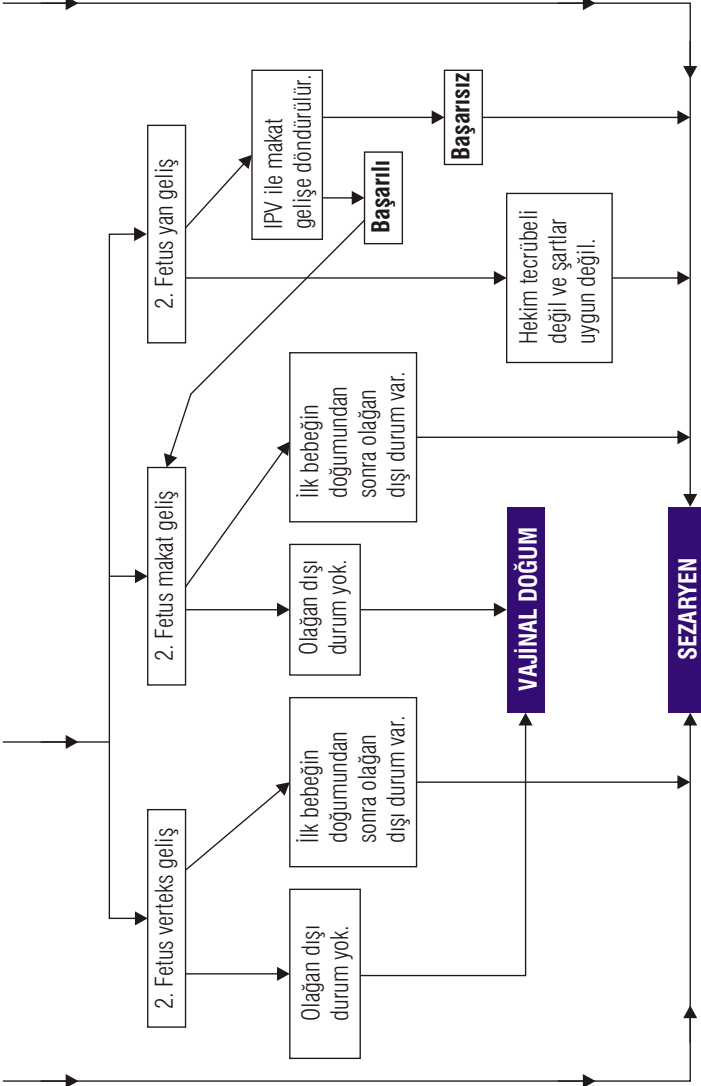 2. Fetus verteks geliş
2. Fetus makat geliş
2. Fetus yan geliş
Olağan dışı
durum yok.
İlk bebeğin
doğumundan
sonra olağan
dışı durum var.
Olağan dışı
durum yok.
İlk bebeğin
doğumundan
sonra olağan
dışı durum var.
IPV ile makat
gelişe döndürülür.
Başarılı
Başarısız
Hekim tecrübeli
değil ve şartlar
uygun değil.
VAJİNAL DOĞUM
SEZARYEN